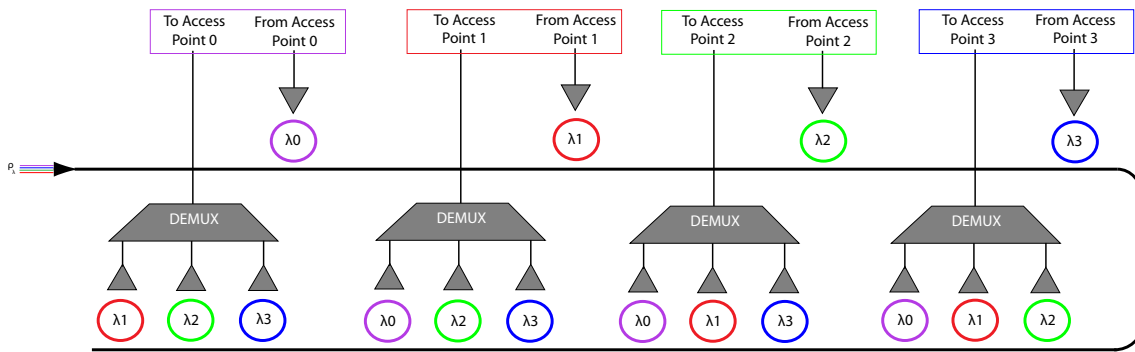 To Access From Access
Point 0 Point 0
To Access From Access
Point 1 Point 1
To Access From Access
Point 2 Point 2
To Access From Access
Point 3 Point 3
λ0
λ1
λ2
λ3
ρλ
DEMUX
DEMUX
DEMUX
DEMUX
λ1 λ2 λ3
λ0 λ2 λ3
λ0 λ1 λ3
λ0 λ1 λ2